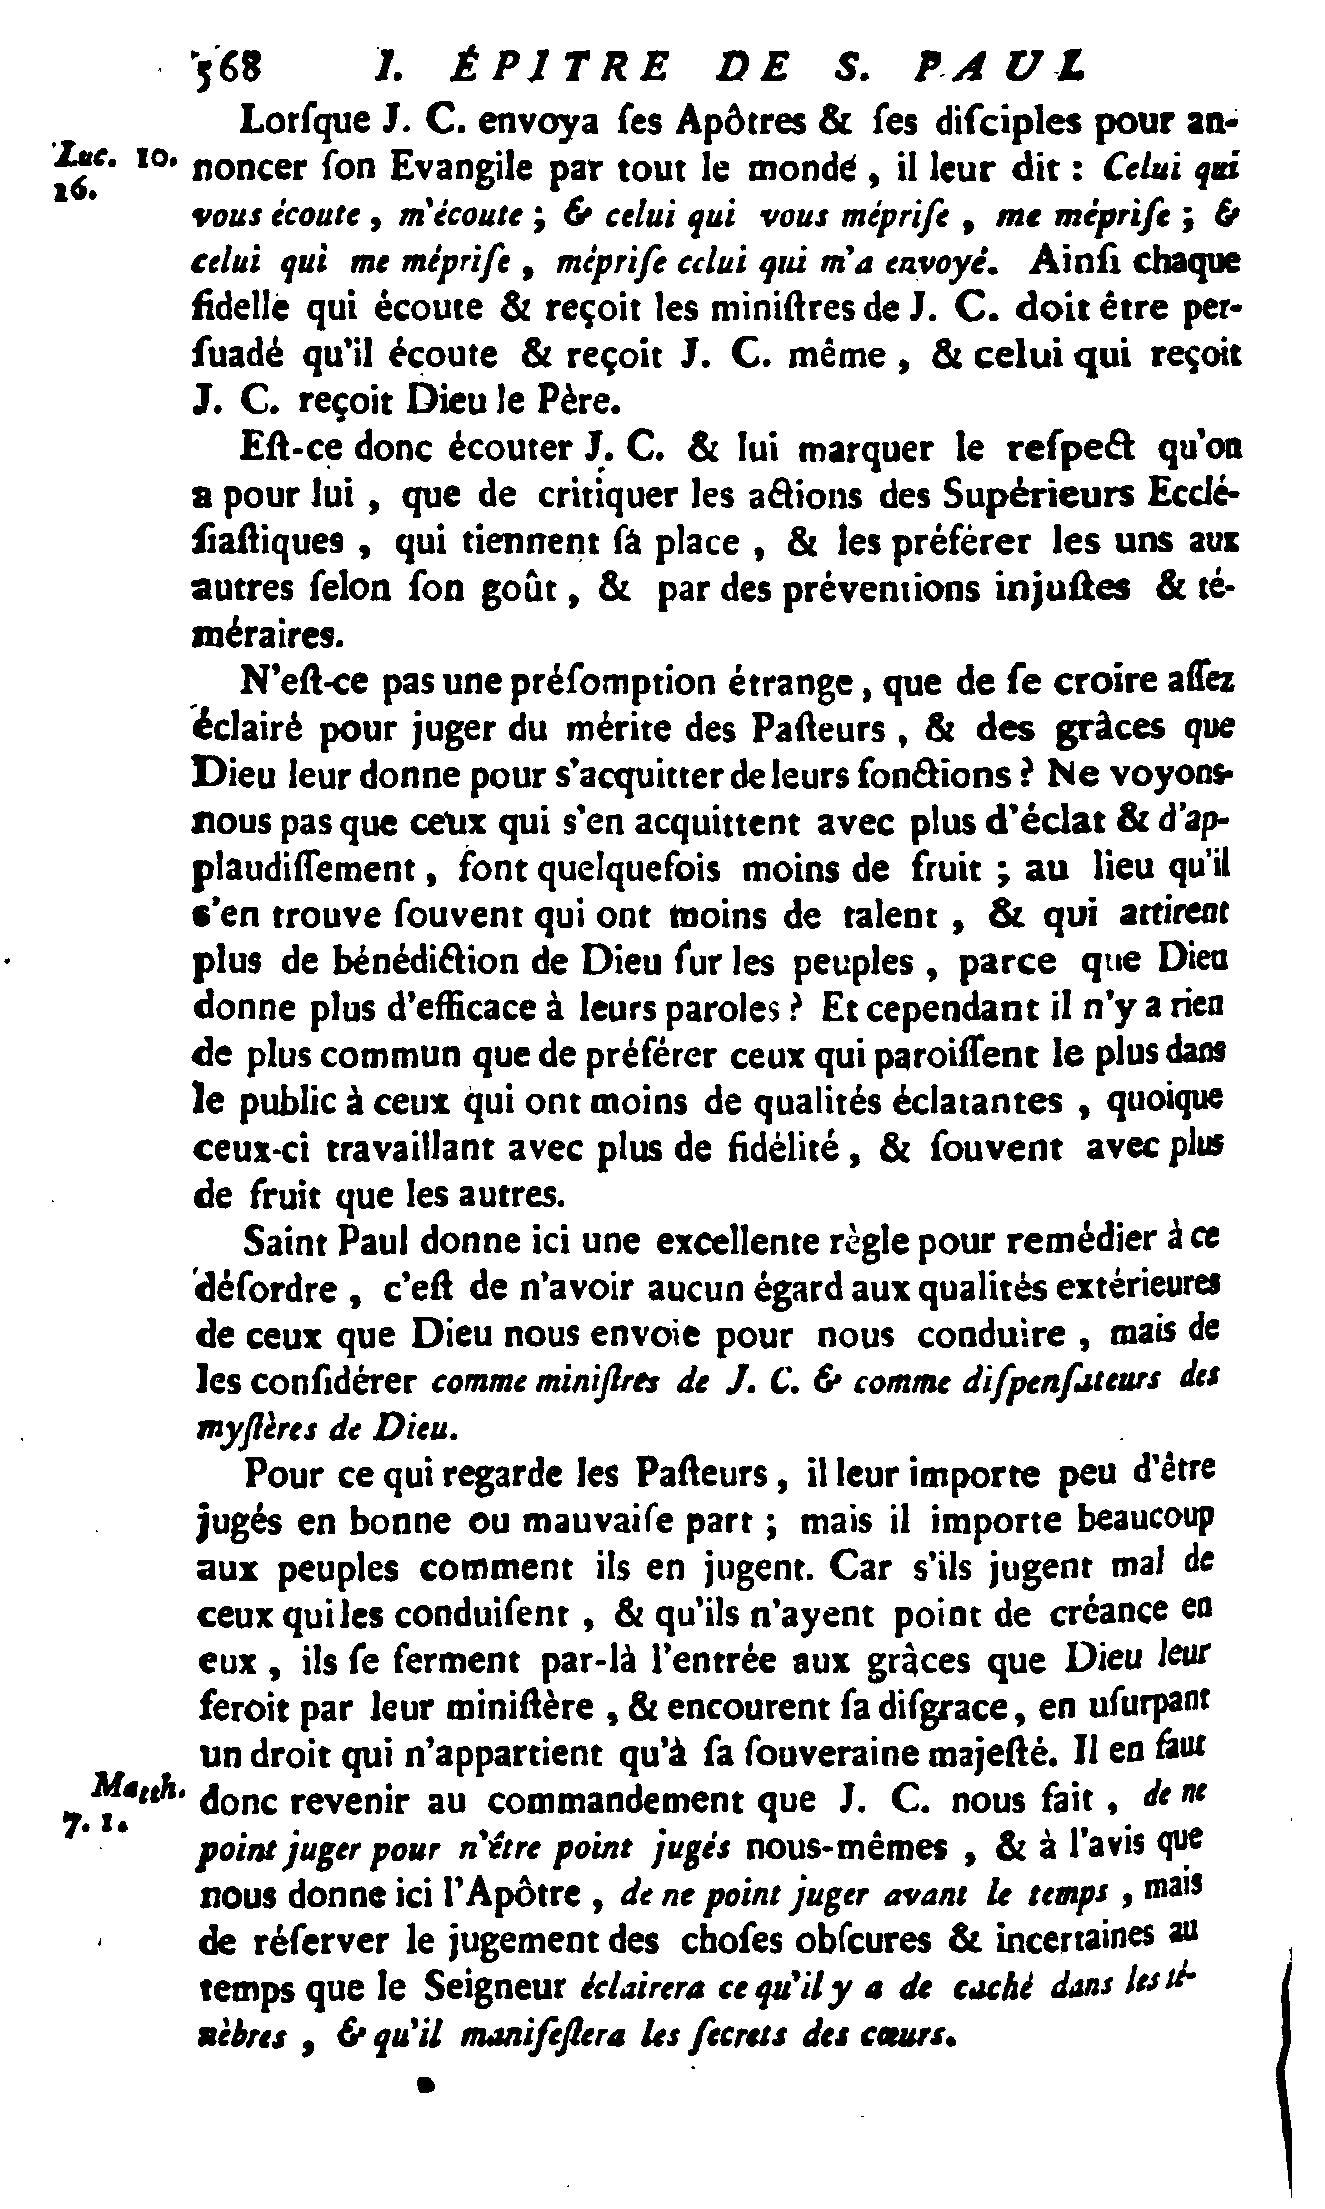 568 I. ÉPITRE DE S. PAUL
Lorſque J. C. envoya ſes Apôtres & ſes diſciples pour an-
Luc. 10. noncer ſon Evangile par tout le monde , il leur dit : Celui qui
16.
vous écoute , m'écoute ; & celui qui vous mépriſe , me mépriſe ; &
celui qui me mépriſe , mépriſe celui qui m'a envoyé. Ainſi chaque
fidelle qui écoute & reçoit les miniſtres de J. C. doit être per-
ſuadé qu'il écoute & reçoit J. C. même , & celui qui reçoit
J. C. reçoit Dieu le Père.
Eſt-ce donc écouter J. C. & lui marquer le reſpect qu'on
a pour lui , que de critiquer les actions des Supérieurs Eccлé-
ſiaſtiques , qui tiennent ſa place , & les préférer les uns aux
autres ſelon ſon goût , & par des préventions injuſtes & té-
méraires.
N'eſt-ce pas une préſomption étrange , que de ſe croire aſſez
éclairé pour juger du mérite des Paſteurs , & des grâces que
Dieu leur donne pour s'acquitter de leurs fonctions ? Ne voyons-
nous pas que ceux qui s'en acquittent avec plus d'éclat & d'ap-
plaudiſſement , font quelquefois moins de fruit ; au lieu qu'il
s'en trouve ſouvent qui ont moins de talent , & qui attirent
plus de bénédiction de Dieu ſur les peuples , parce que Dieu
donne plus d'efficace à leurs paroles ? Et cependant il n'y a rien
de plus commun que de préférer ceux qui paroiſſent le plus dans
le public à ceux qui ont moins de qualités éclatantes , quoique
ceux-ci travaillant avec plus de fidélité , & ſouvent avec plus
de fruit que les autres.
Saint Paul donne ici une excellente règle pour remédier à ce
déſordre , c'eſt de n'avoir aucun égard aux qualités extérieures
de ceux que Dieu nous envoie pour nous conduire , mais de
les conſidérer comme miniſtres de J. C. & comme diſpenſateurs des
myſtères de Dieu.
Pour ce qui regarde les Paſteurs , il leur importe peu d'être
jugés en bonne ou mauvaiſe part ; mais il importe beaucoup
aux peuples comment ils en jugent. Car s'ils jugent mal de
ceux qui les conduiſent , & qu'ils n'ayent point de créance en
eux , ils ſe ferment par-là l'entrée aux grâces que Dieu leur
feroit par leur miniſtère , & encourent ſa diſgrace , en uſurpant
un droit qui n'appartient qu'à ſa ſouveraine majeſté. Il en faut
Matth. donc revenir au commandement que J. C. nous fait , de ne
7. 1.
point juger pour n'être point jugés nous-mêmes , & à l'avis que
nous donne ici l'Apôtre , de ne point juger avant le temps , mais
de réſerver le jugement des choſes obſcures & incertaines au
temps que le Seigneur éclairera ce qu'il y a de caché dans les té-
nèbres , & qu'il manifeſtera les ſecrets des cœurs.